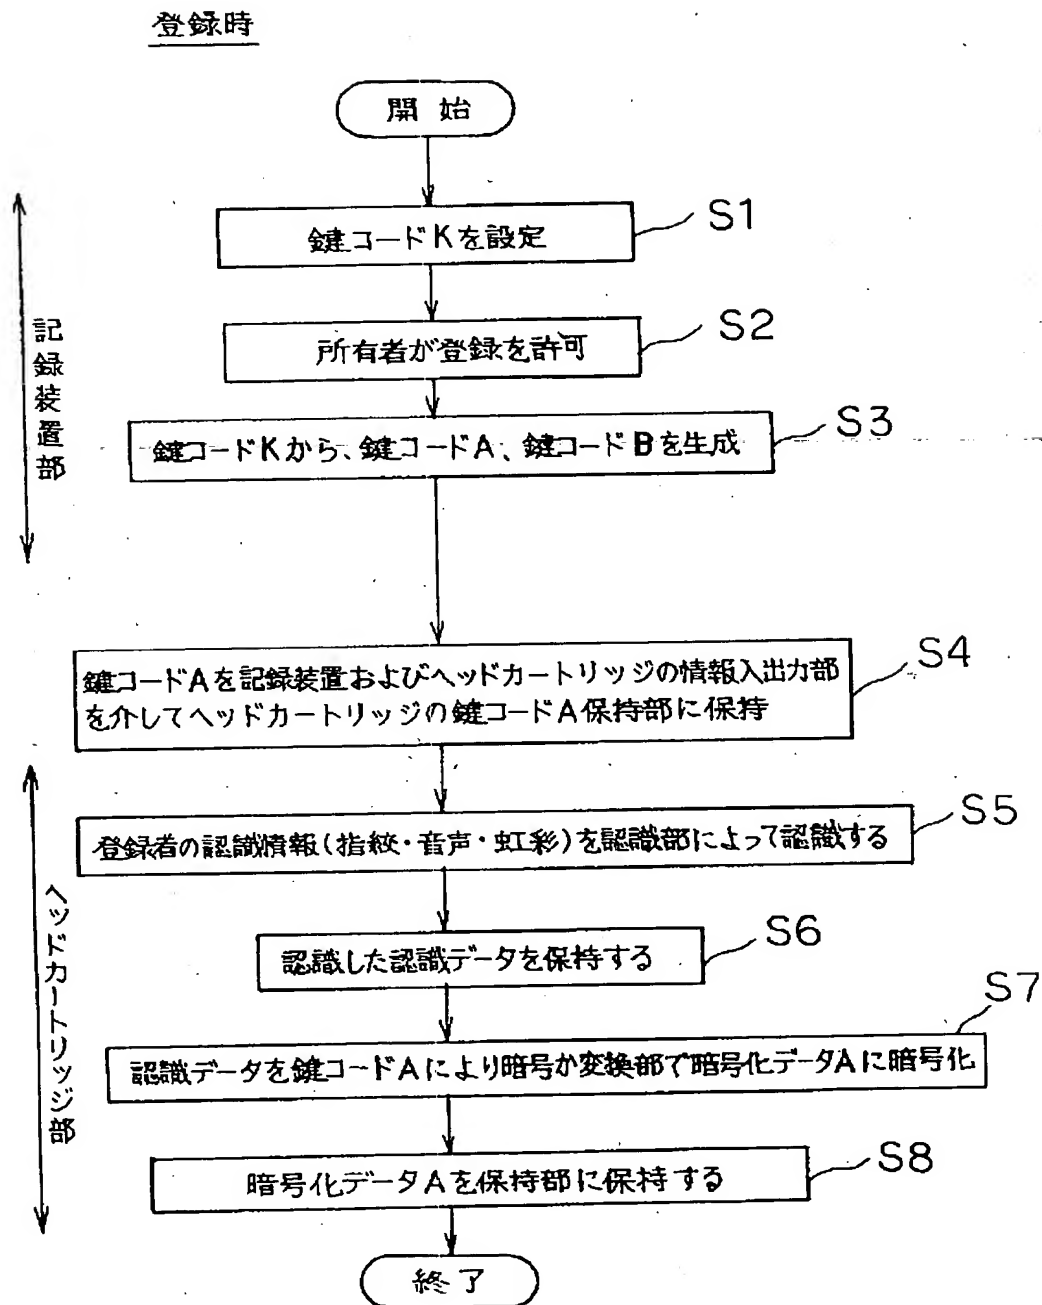 登録時
開始
鍵コードKを設定
S1
所有者が登録を許可
S2
鍵コードKから、鍵コードA、鍵コードBを生成
S3
記録装置部
鍵コードAを記録装置およびヘッドカートリッジの情報入出力部
を介してヘッドカートリッジの鍵コードA保持部に保持
S4
登録者の認識情報(指紋・音声・虹彩)を認識部によって認識する
S5
認識した認識データを保持する
S6
認識データを鍵コードAにより暗号か変換部で暗号化データAに暗号化
S7
暗号化データAを保持部に保持する
S8
ヘッドカートリッジ部
終了